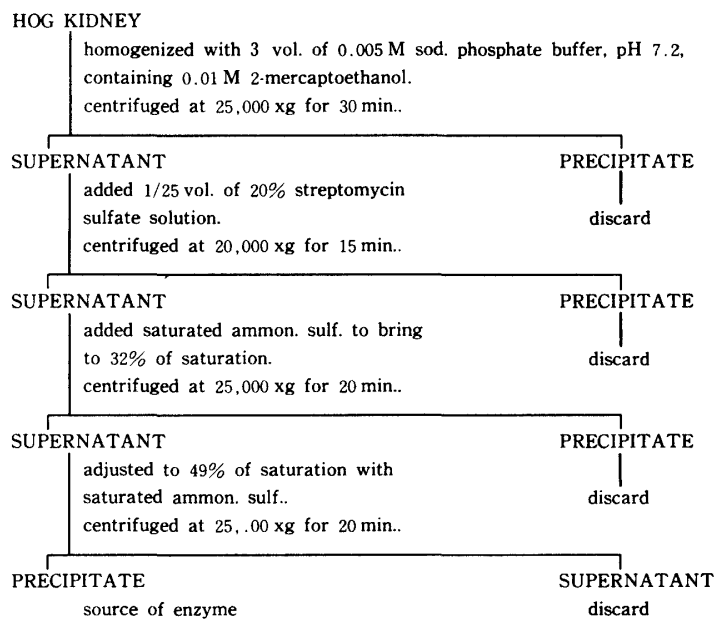 HOG KIDNEY
homogenized with 3 vol. of 0.005 M sod. phosphate buffer, pH 7.2,
containing 0.01 M 2-mercaptoethanol.
centrifuged at 25,000 xg for 30 min..
SUPERNATANT PRECIPITATE
added 1/25 vol. of 20% streptomycin
sulfate solution. discard
centrifuged at 20,000 xg for 15 min..
SUPERNATANT PRECIPITATE
added saturated ammon. sulf. to bring
to 32% of saturation. discard
centrifuged at 25,000 xg for 20 min..
SUPERNATANT PRECIPITATE
adjusted to 49% of saturation with
saturated ammon. sulf.. discard
centrifuged at 25,.00 xg for 20 min..
PRECIPITATE SUPERNATANT
source of enzyme discard